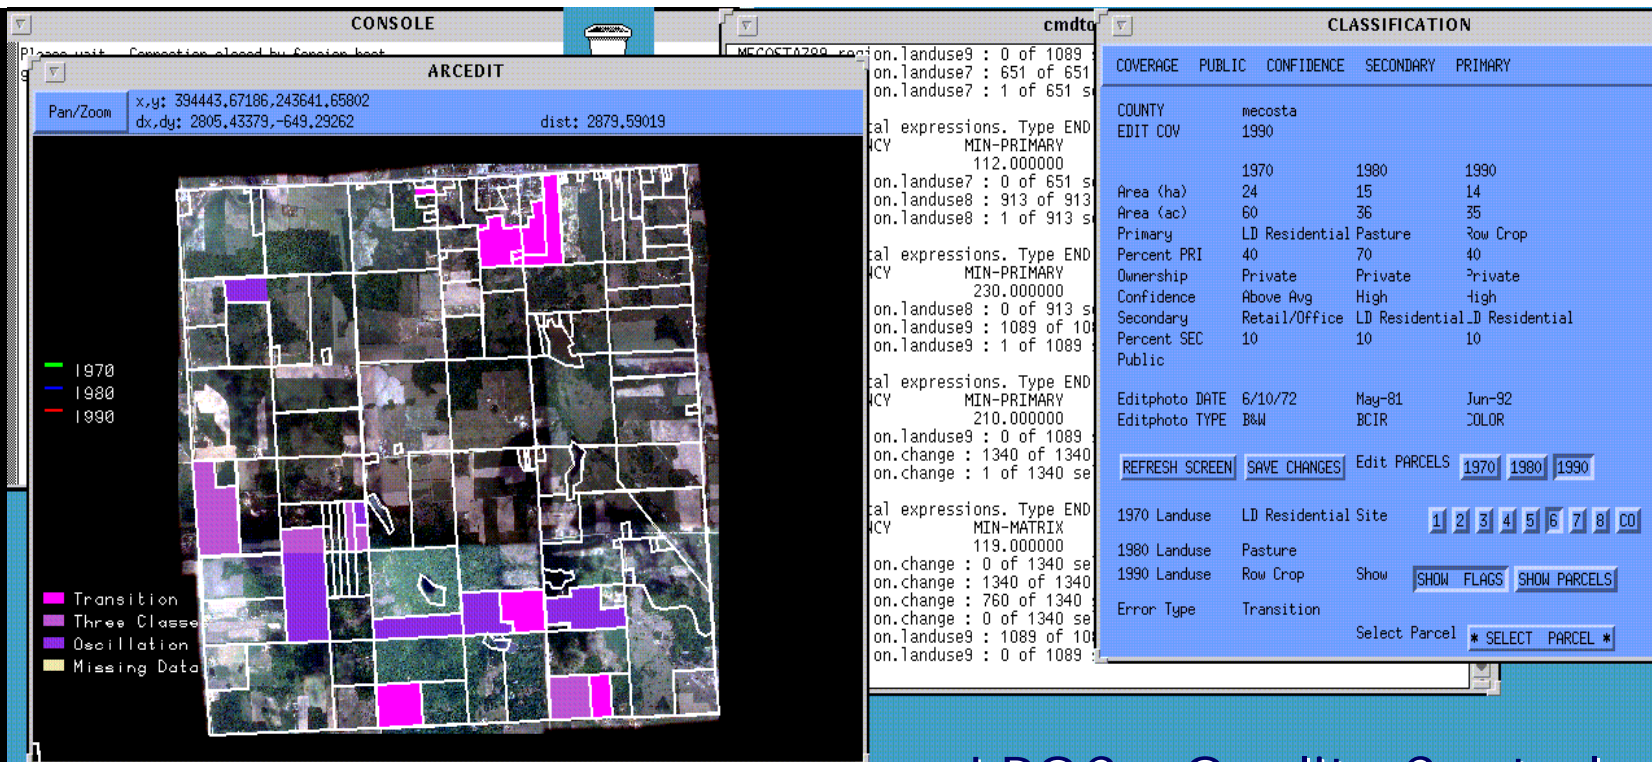 CONSOLE
Please wait
ARCEDIT
Pan/Zoom
x,y: 394443.67186,243641.65802
dx,dy: 2805.43379,-649.29262 dist: 2879.59019
1970
1980
1990
Transition
Three Classe
Oscillation
Missing Data
cmdto
on.landuse9 : 0 of 1089
on.landuse7 : 651 of 651
on.landuse7 : 1 of 651 s
al expressions. Type END
NCY MIN-PRIMARY
112.000000
on.landuse7 : 0 of 651 s
on.landuse8 : 913 of 913
on.landuse8 : 1 of 913 s
al expressions. Type END
NCY MIN-PRIMARY
230.000000
on.landuse8 : 0 of 913 s
on.landuse9 : 1089 of 10
on.landuse9 : 1 of 1089
al expressions. Type END
NCY MIN-PRIMARY
210.000000
on.landuse9 : 0 of 1089
on.change : 1340 of 1340
on.change : 1 of 1340 se
al expressions. Type END
NCY MIN-MATRIX
119.000000
on.change : 0 of 1340 se
on.change : 1340 of 1340
on.change : 760 of 1340
on.change : 0 of 1340 se
on.landuse9 : 1089 of 10
on.landuse9 : 0 of 1089
CLASSIFICATION
COVERAGE PUBLIC CONFIDENCE SECONDARY PRIMARY
COUNTY mecosta
EDIT COV 1990
1970 1980 1990
Area (ha) 24 15 14
Area (ac) 60 36 35
Primary LD Residential Pasture Row Crop
Percent PRI 40 70 40
Ownership Private Private Private
Confidence Above Avg High High
Secondary Retail/Office LD Residential LD Residential
Percent SEC 10 10 10
Public
Editphoto DATE 6/10/72 May-81 Jun-92
Editphoto TYPE B&W BCIR COLOR
REFRESH SCREEN SAVE CHANGES Edit PARCELS 1970 1980 1990
1970 Landuse LD Residential Site 1 2 3 4 5 6 7 8 CO
1980 Landuse Pasture
1990 Landuse Row Crop Show SHOW FLAGS SHOW PARCELS
Error Type Transition
Select Parcel * SELECT PARCEL *